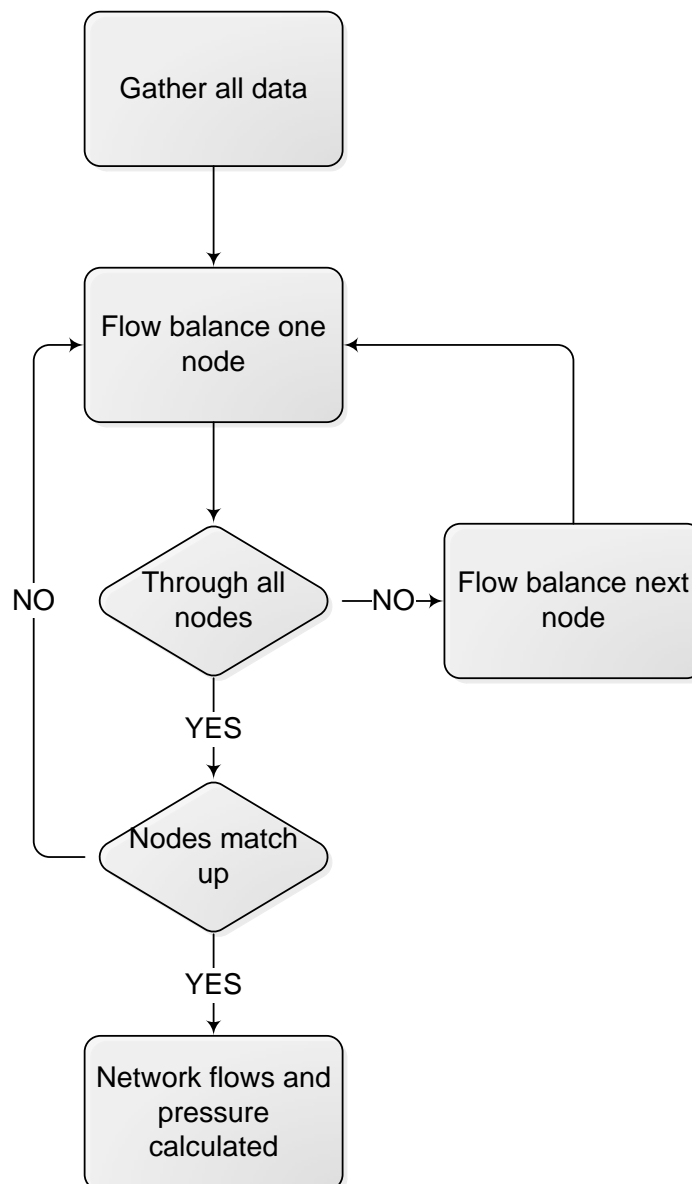 Gather all data
Flow balance one
node
Through all
nodes
NO
Flow balance next
node
NO
YES
Nodes match
up
YES
Network flows and
pressure
calculated